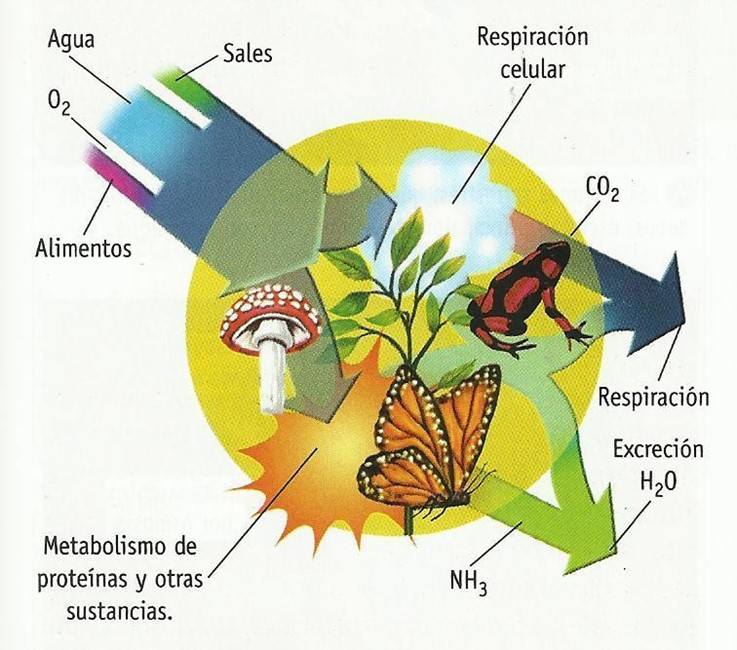 Agua
Sales
O₂
Alimentos
Respiración
celular
CO₂
Respiración
Excreción
H₂O
NH₃
Metabolismo de
proteínas y otras
sustancias.